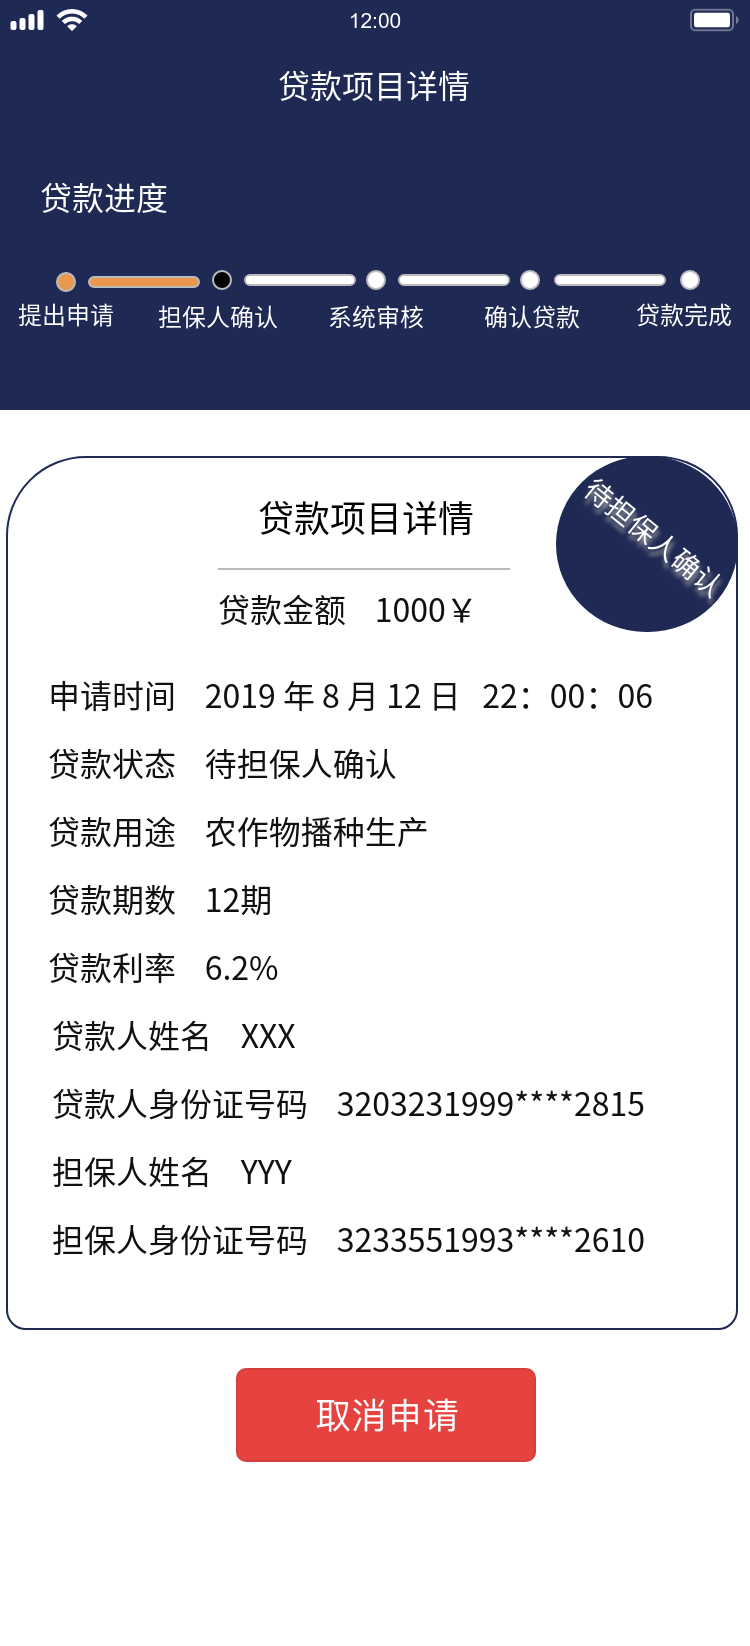 12:00
贷款项目详情
贷款进度
提出申请 担保人确认 系统审核 确认贷款 贷款完成
贷款项目详情
待担保人确认
贷款金额 1000￥
申请时间 2019 年 8 月 12 日 22：00：06
贷款状态 待担保人确认
贷款用途 农作物播种生产
贷款期数 12期
贷款利率 6.2%
贷款人姓名 XXX
贷款人身份证号码 3203231999****2815
担保人姓名 YYY
担保人身份证号码 3233551993****2610
取消申请